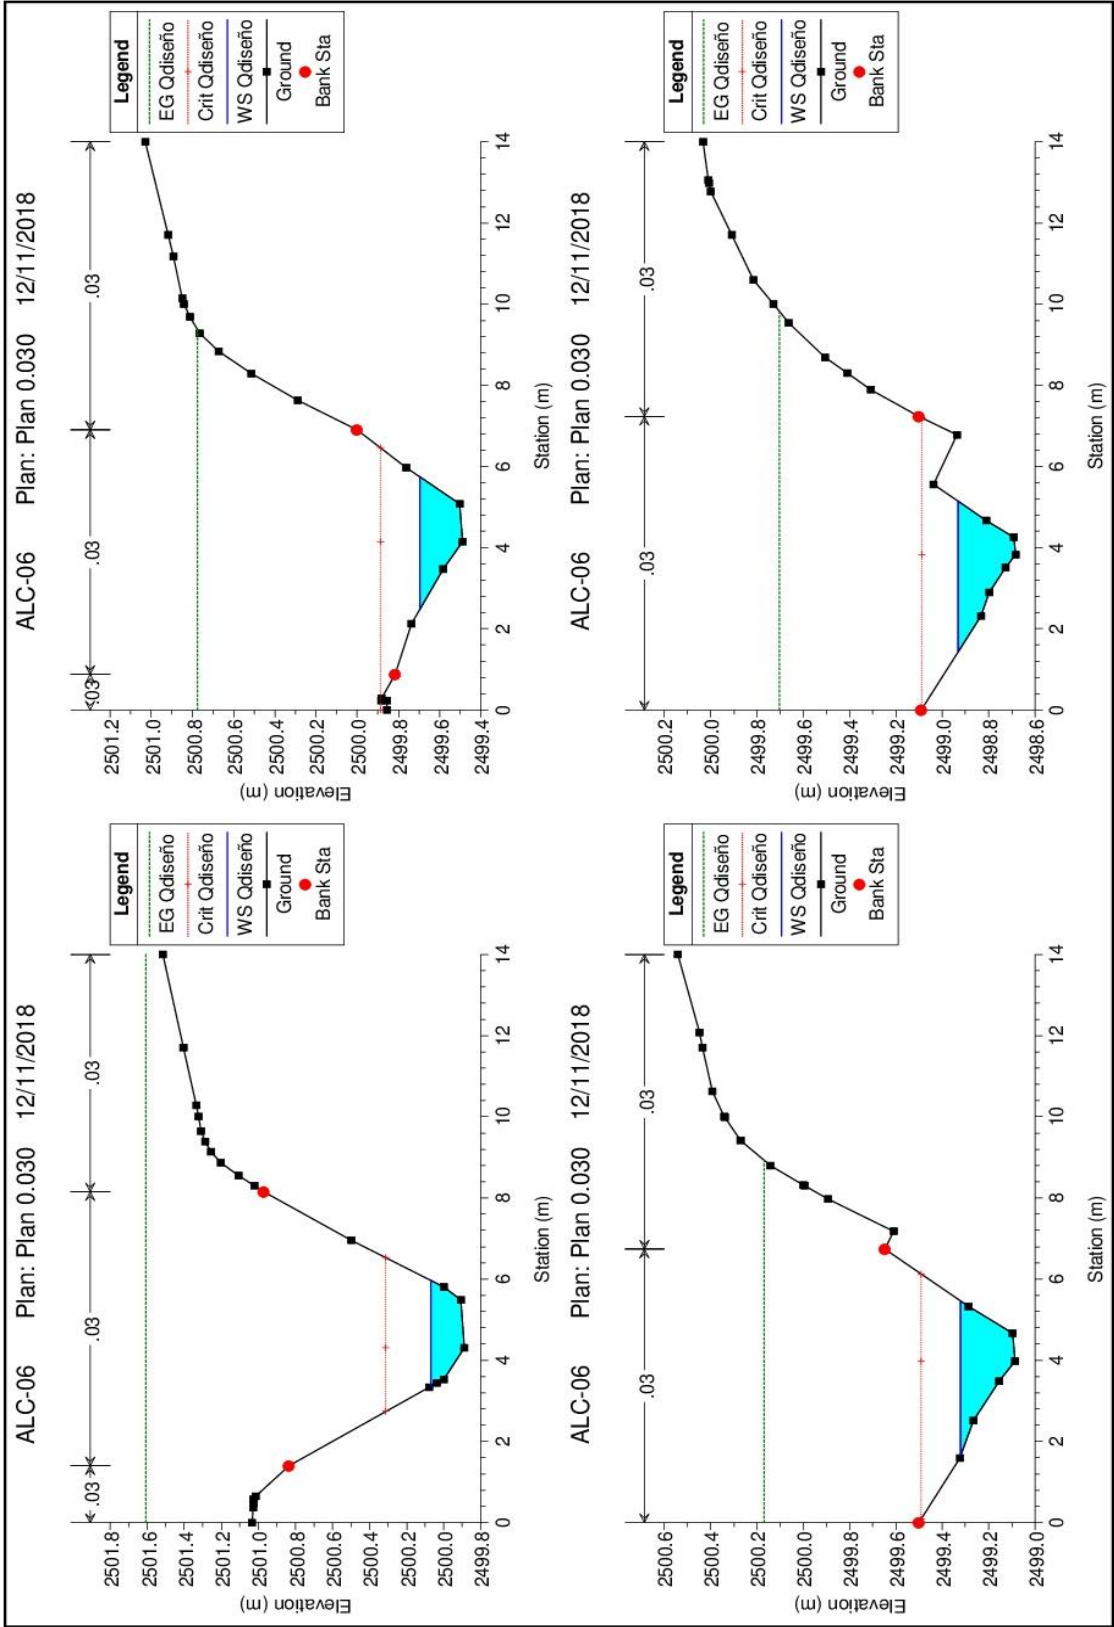 ALC-06 Plan: Plan 0.030 12/11/2018
.03
.03
.03
Legend
EG Qdiseño
Crit Qdiseño
WS Qdiseño
Ground
Bank Sta
2501.8
2501.6
2501.4
2501.2
2501.0
2500.8
2500.6
2500.4
2500.2
2500.0
2499.8
Elevation (m)
0 2 4 6 8 10 12 14
Station (m)
ALC-06 Plan: Plan 0.030 12/11/2018
.03
.03
.03
Legend
EG Qdiseño
Crit Qdiseño
WS Qdiseño
Ground
Bank Sta
2501.2
2501.0
2500.8
2500.6
2500.4
2500.2
2500.0
2499.8
2499.6
2499.4
Elevation (m)
0 2 4 6 8 10 12 14
Station (m)
ALC-06 Plan: Plan 0.030 12/11/2018
.03
.03
Legend
EG Qdiseño
Crit Qdiseño
WS Qdiseño
Ground
Bank Sta
2500.6
2500.4
2500.2
2500.0
2499.8
2499.6
2499.4
2499.2
2499.0
Elevation (m)
0 2 4 6 8 10 12 14
Station (m)
ALC-06 Plan: Plan 0.030 12/11/2018
.03
.03
Legend
EG Qdiseño
Crit Qdiseño
WS Qdiseño
Ground
Bank Sta
2500.2
2500.0
2499.8
2499.6
2499.4
2499.2
2499.0
2498.8
2498.6
Elevation (m)
0 2 4 6 8 10 12 14
Station (m)